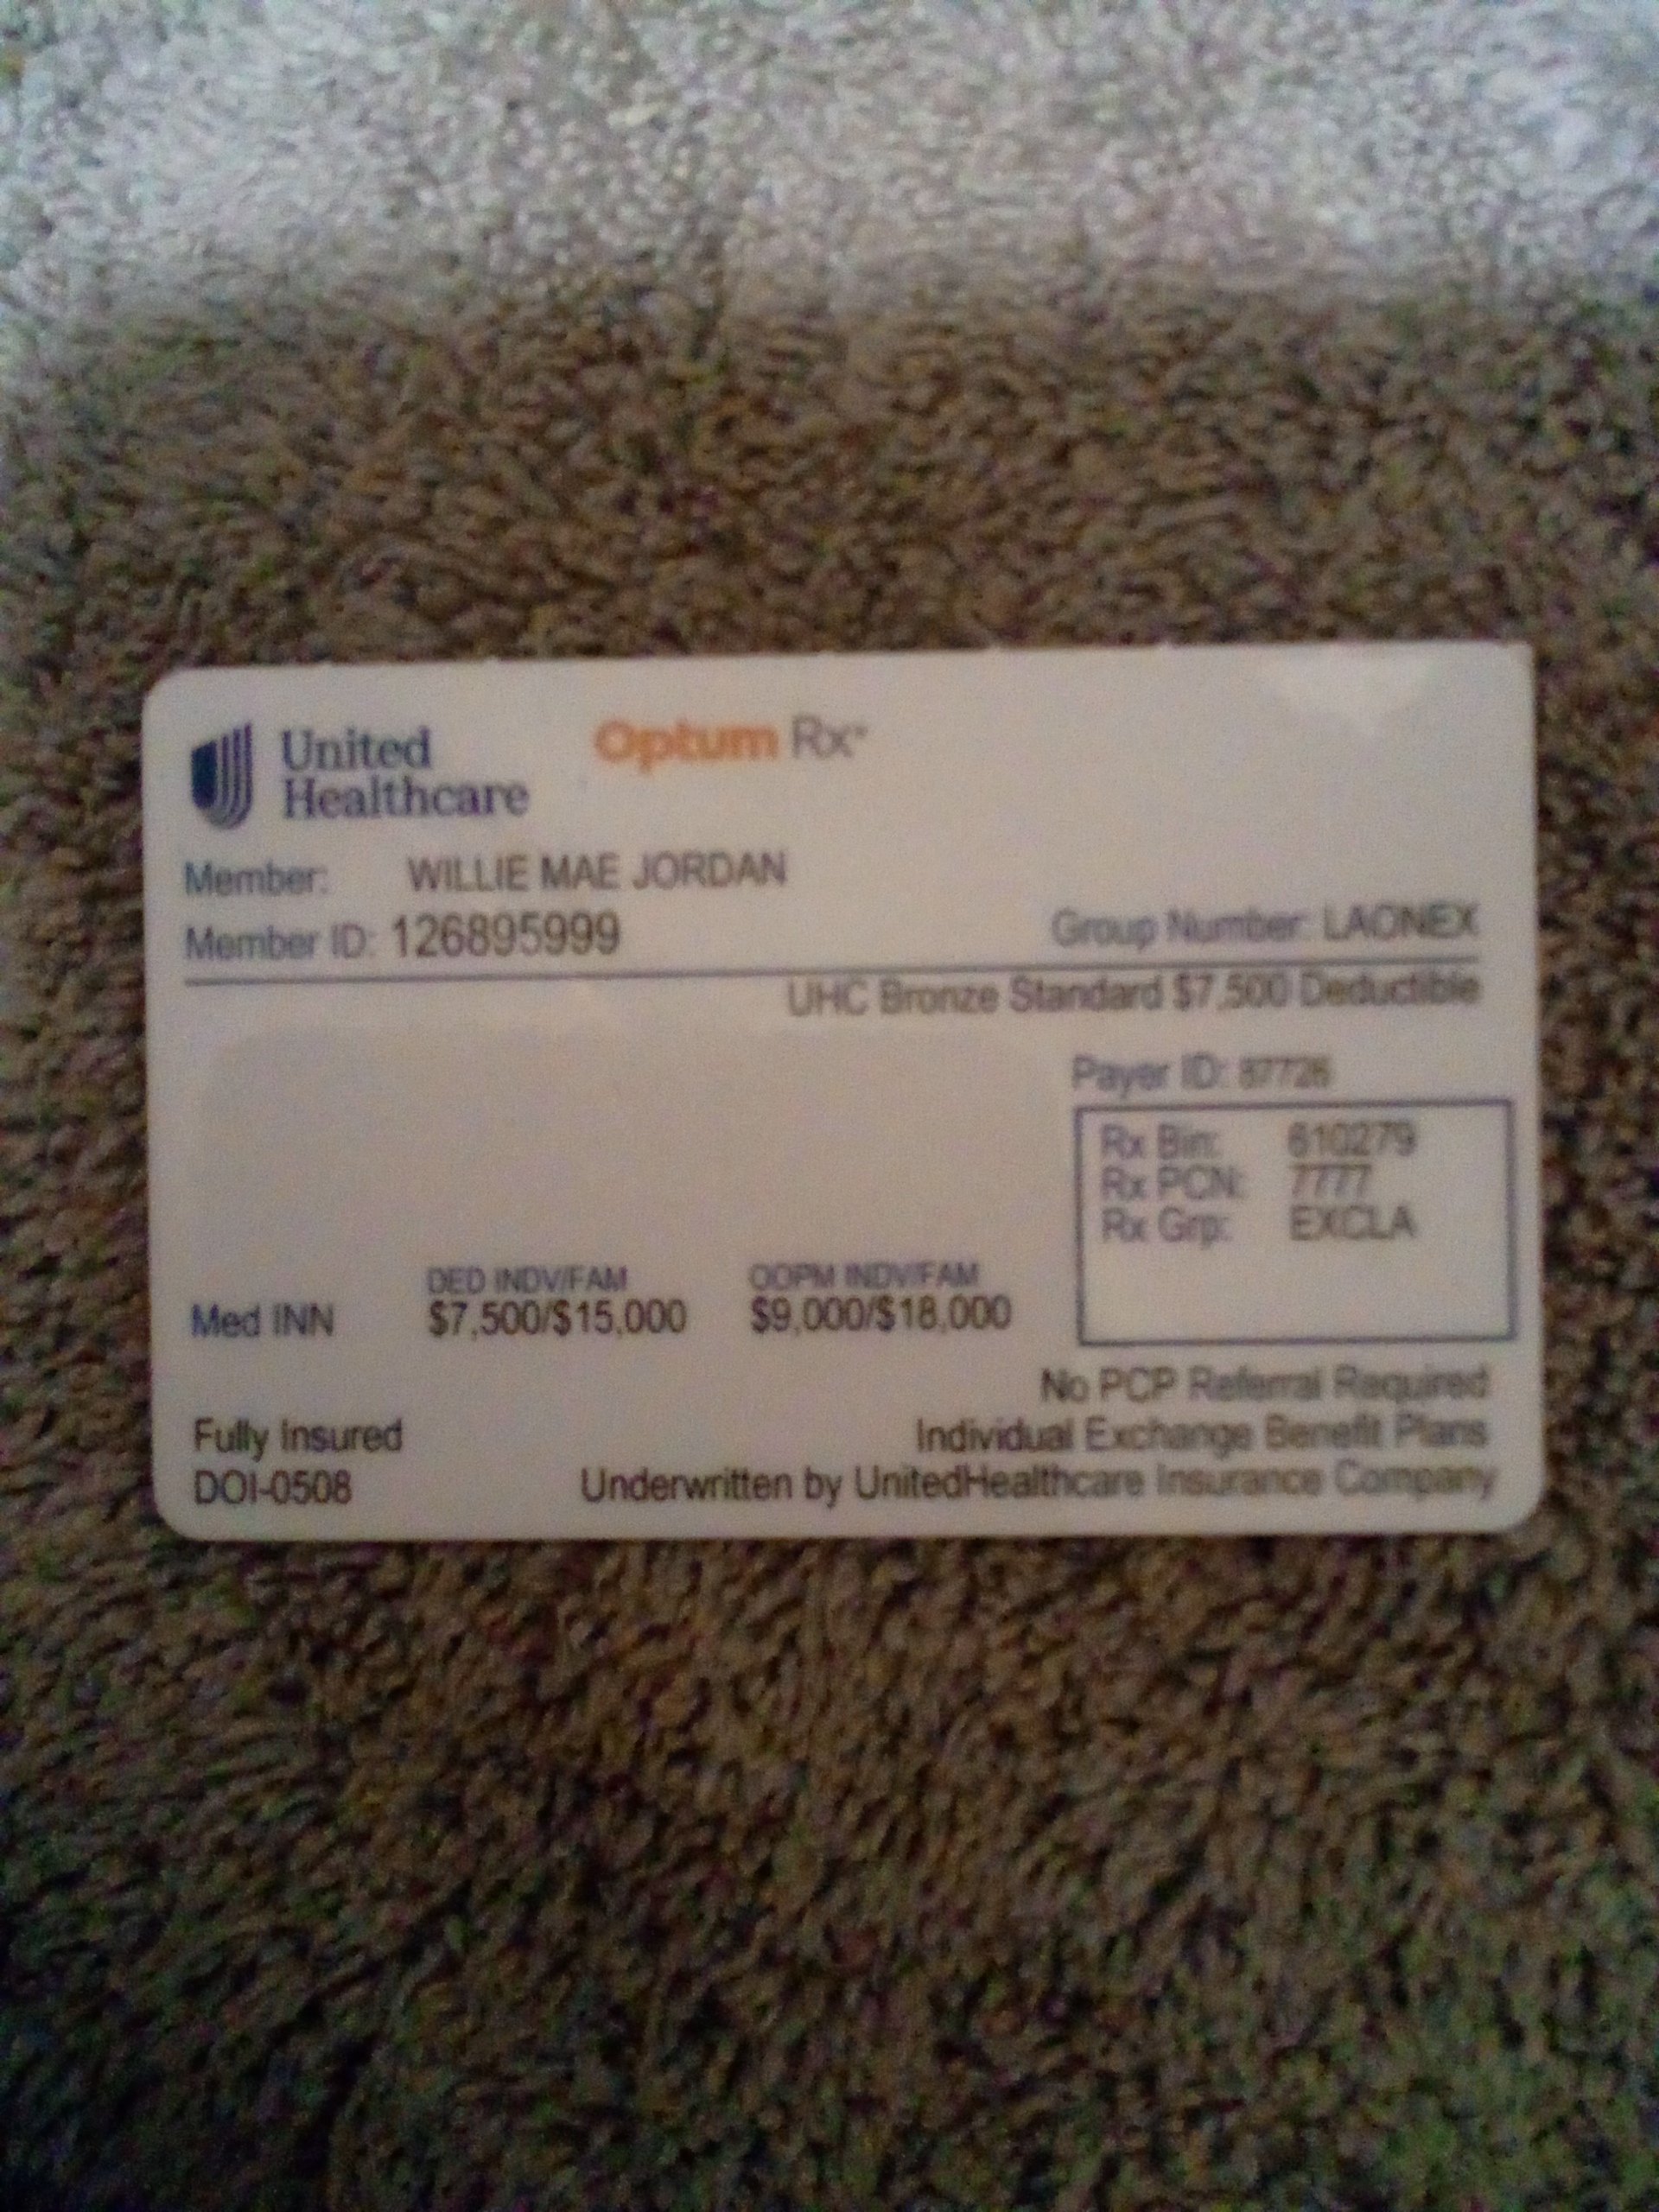 United
Healthcare
Optum Rx
Member: WILLIE MAE JORDAN
Member ID: 126895999
Group Number: LAONEX
UHC Bronze Standard $7,500 Deductible
Payer ID: 87726
Rx Bin: 610279
Rx PCN: 7777
Rx Grp: EXCLA
DED INDV/FAM OOPM INDV/FAM
Med INN $7,500/$15,000 $9,000/$18,000
No PCP Referral Required
Fully Insured Individual Exchange Benefit Plans
DOI-0508 Underwritten by UnitedHealthcare Insurance Company